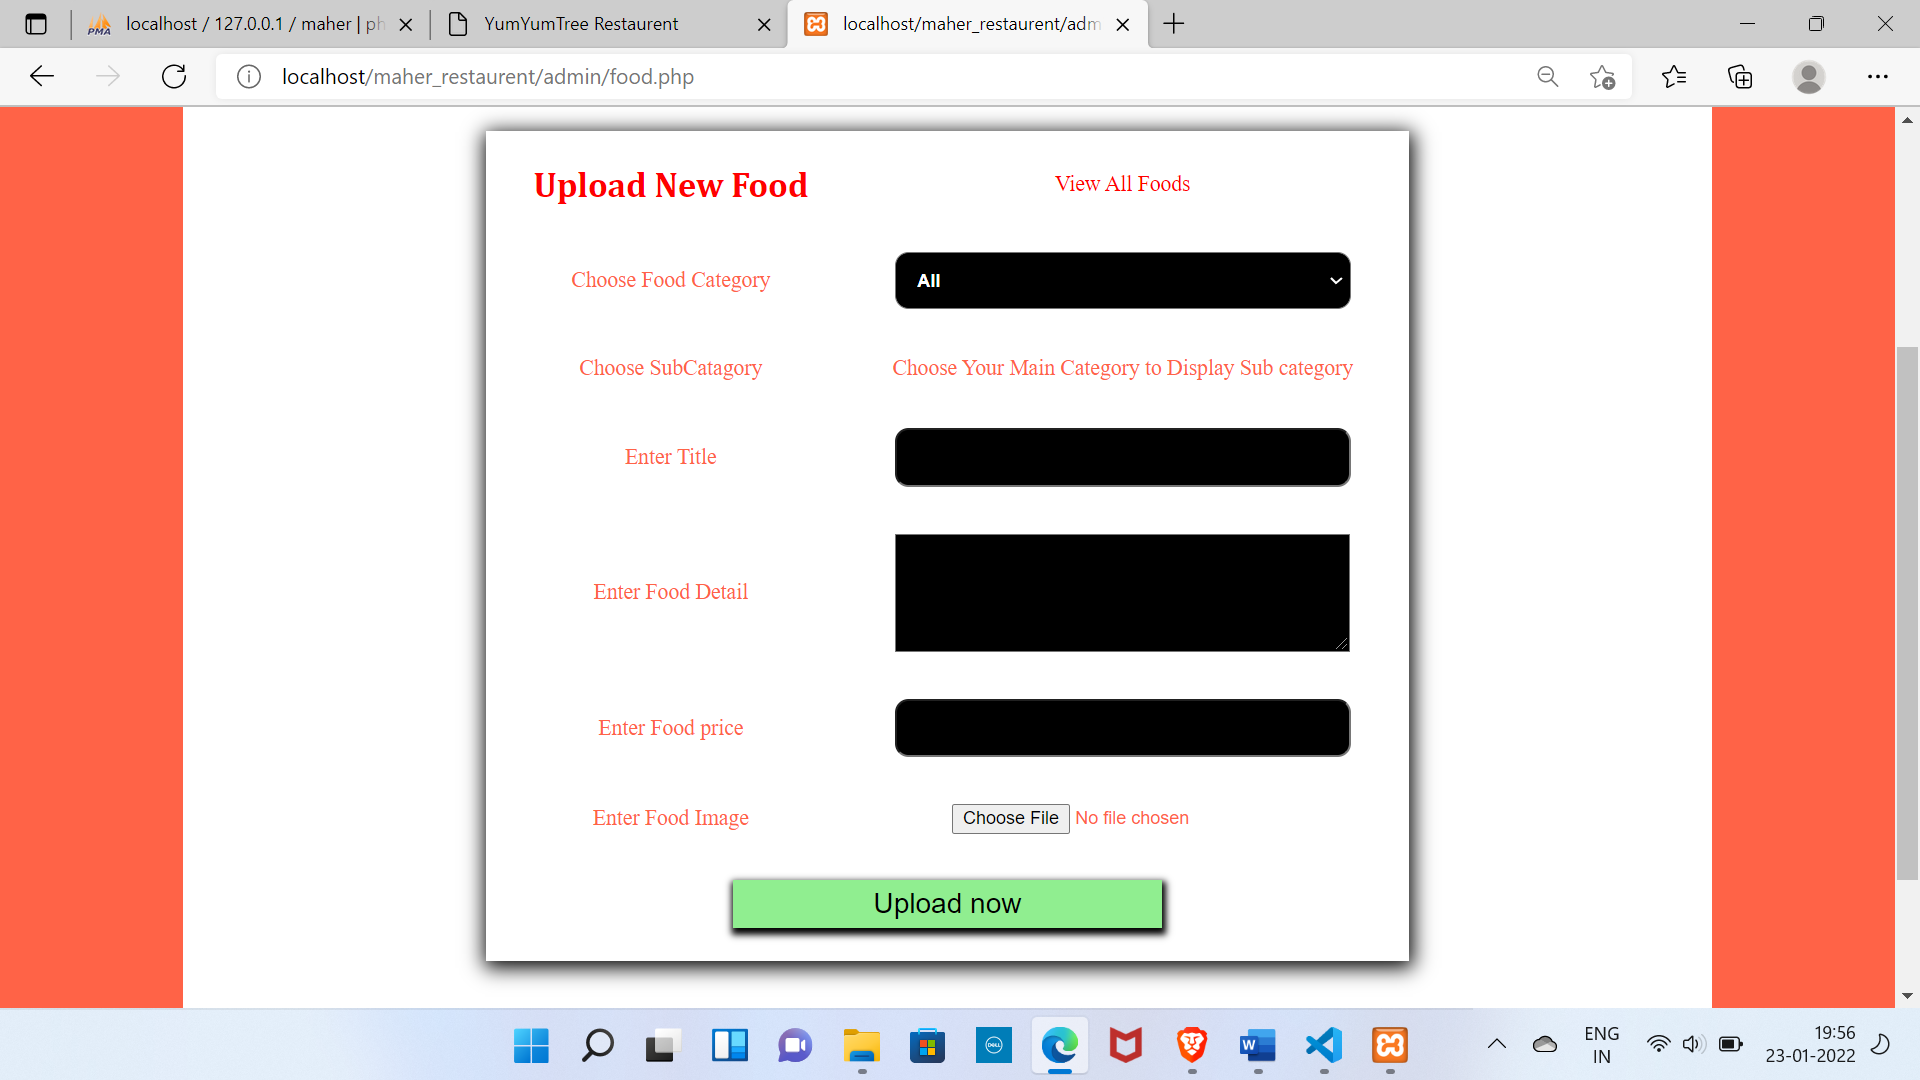 localhost / 127.0.0.1 / maher | ph
YumYumTree Restaurent
localhost/maher_restaurent/adm
localhost/maher_restaurent/admin/food.php
Upload New Food
View All Foods
Choose Food Category
All
Choose SubCatagory
Choose Your Main Category to Display Sub category
Enter Title
Enter Food Detail
Enter Food price
Enter Food Image
Choose File No file chosen
Upload now
ENG
IN
19:56
23-01-2022